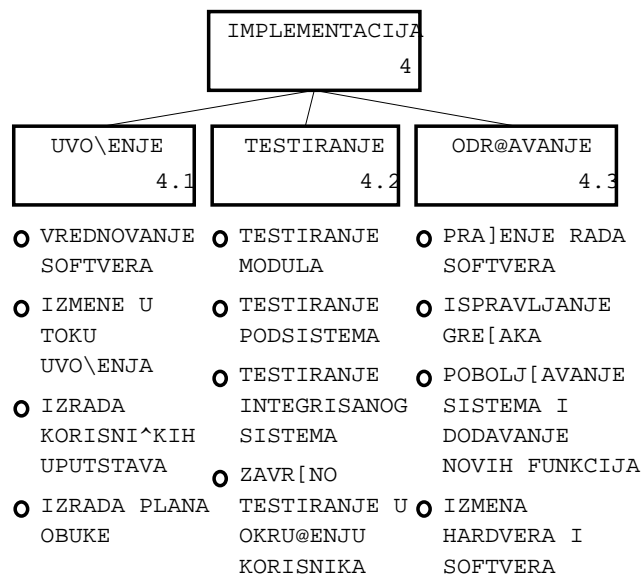 IMPLEMENTACIJA
4
UVO\ENJE
4.1
TESTIRANJE
4.2
ODR@AVANJE
4.3
VREDNOVANJE
SOFTVERA
IZMENE U
TOKU
UVO\ENJA
IZRADA
KORISNI^KIH
UPUTSTAVA
IZRADA PLANA
OBUKE
TESTIRANJE
MODULA
TESTIRANJE
PODSISTEMA
TESTIRANJE
INTEGRISANOG
SISTEMA
ZAVR[NO
TESTIRANJE U
OKRU@ENJU
KORISNIKA
PRA]ENJE RADA
SOFTVERA
ISPRAVLJANJE
GRE[AKA
POBOLJ[AVANJE
SISTEMA I
DODAVANJE
NOVIH FUNKCIJA
IZMENA
HARDVERA I
SOFTVERA